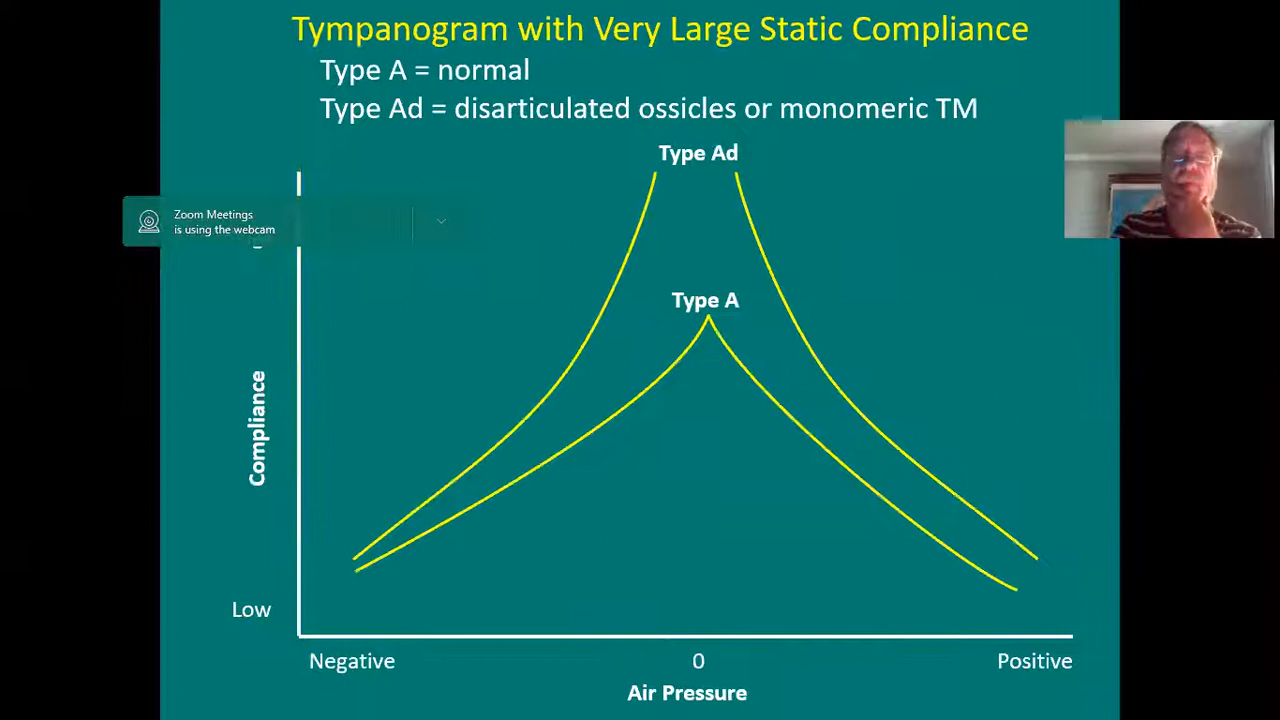 Tympanogram with Very Large Static Compliance
Type A = normal
Type Ad = disarticulated ossicles or monomeric TM
Type Ad
Zoom Meetings
is using the webcam
Type A
Compliance
Low
Negative
0
Positive
Air Pressure